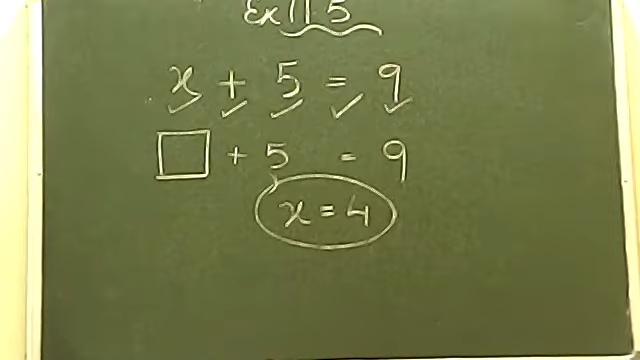 Ex 11.5
x + 5 = 9
□ + 5 = 9
x = 4